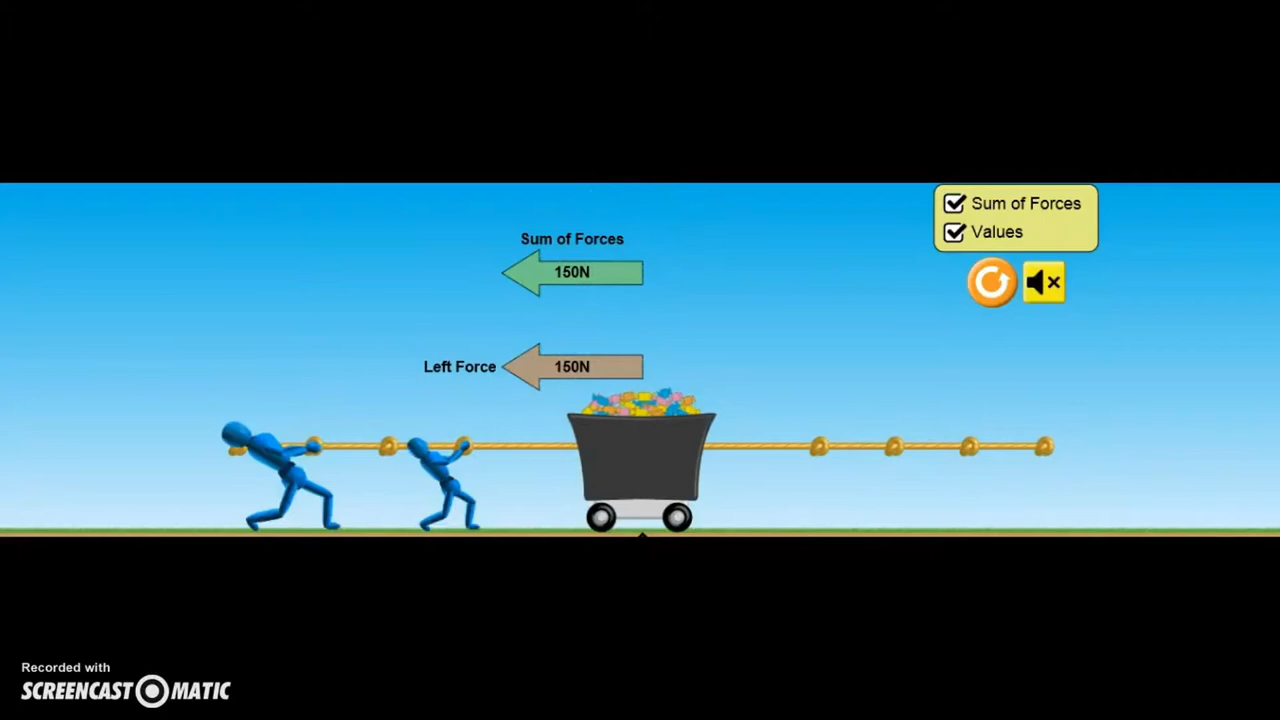 Sum of Forces
Values
Sum of Forces
150N
Left Force
150N
Recorded with
SCREENCAST MATIC